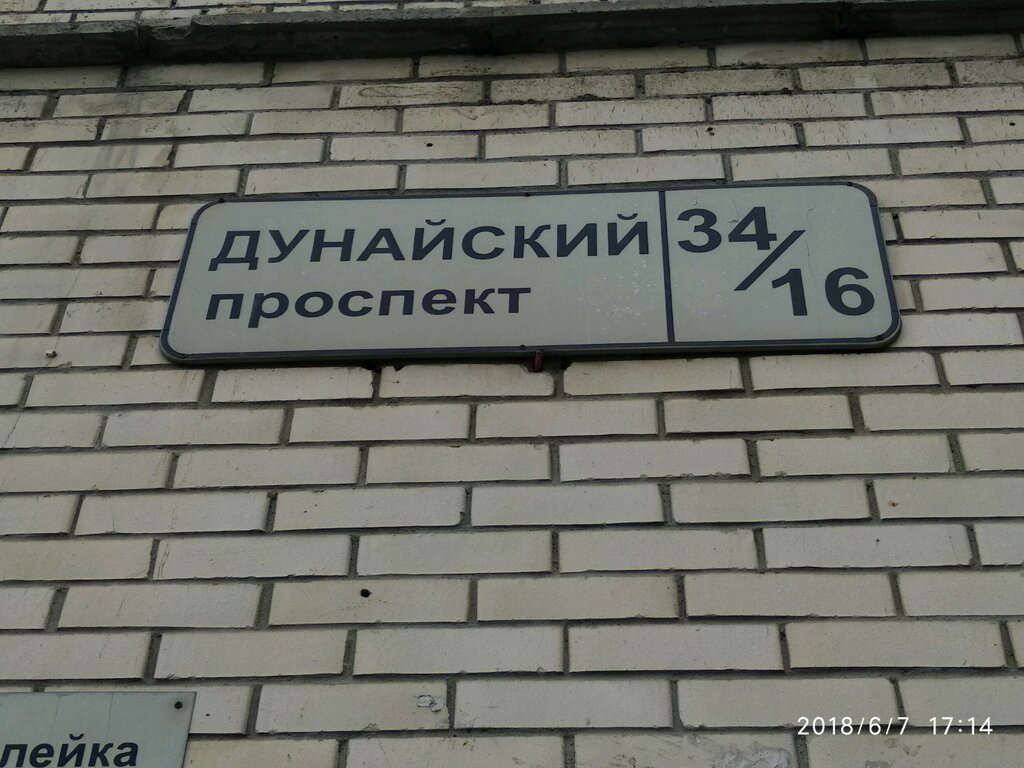 ДУНАЙСКИЙ
проспект
34/16
лейка
2018/6/7 17:14